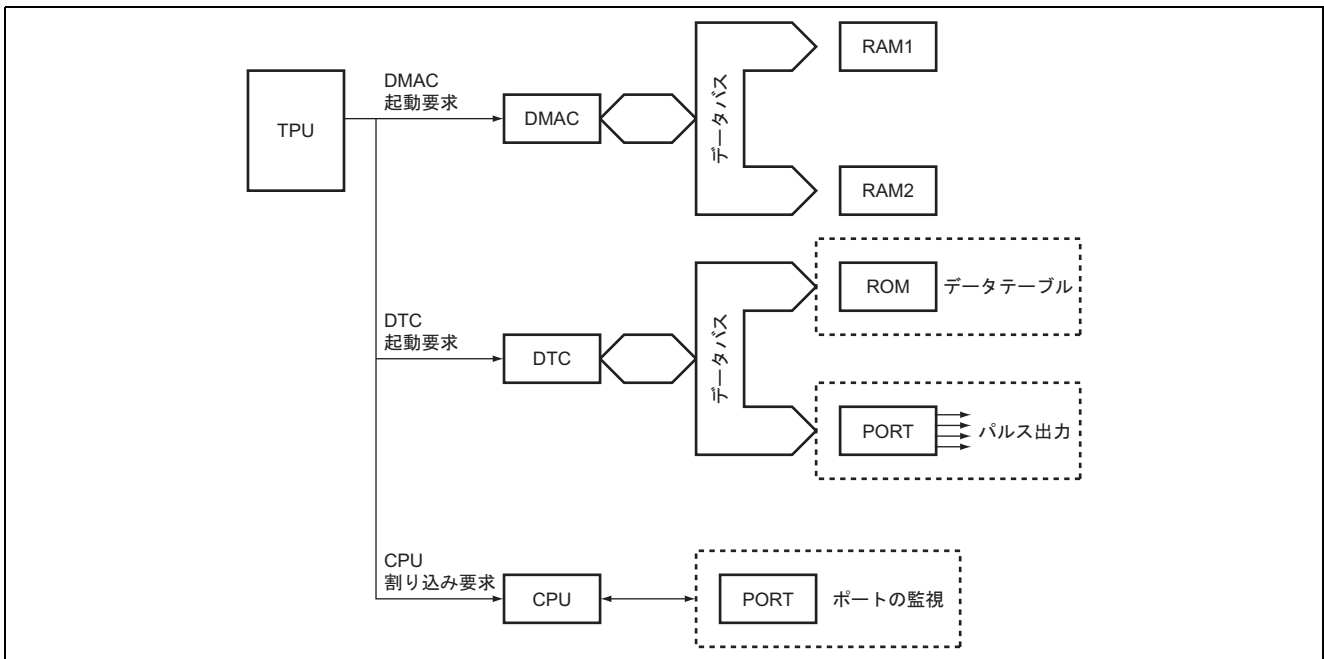 TPU
DMAC
起動要求
DMAC
データバス
RAM1
RAM2
DTC
起動要求
DTC
データバス
ROM
データテーブル
PORT
パルス出力
CPU
割り込み要求
CPU
PORT
ポートの監視